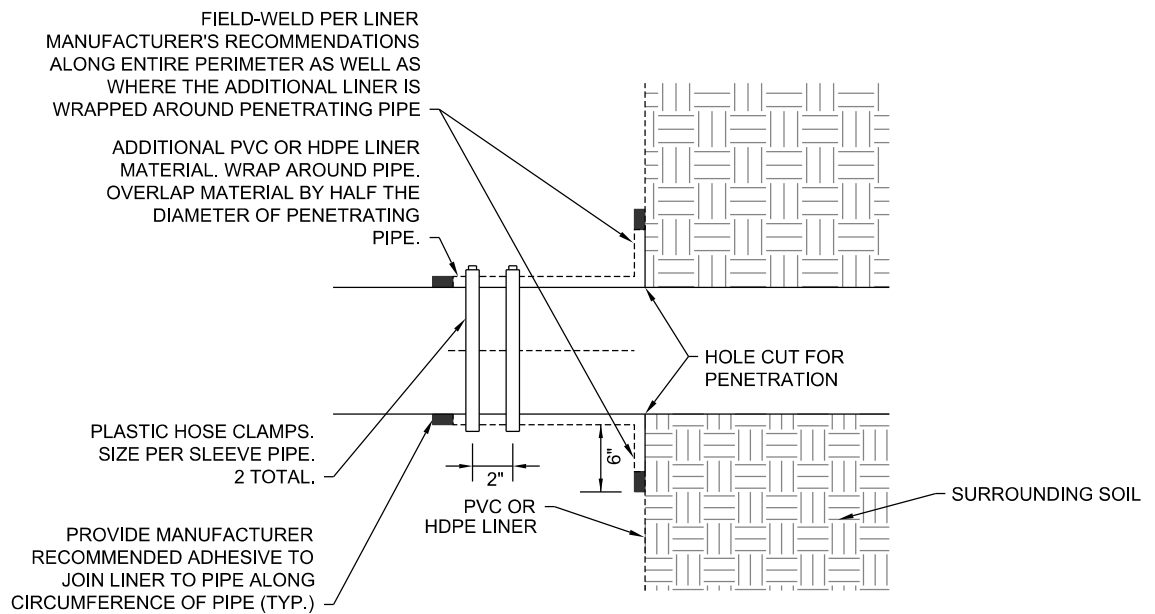 FIELD-WELD PER LINER
MANUFACTURER'S RECOMMENDATIONS
ALONG ENTIRE PERIMETER AS WELL AS
WHERE THE ADDITIONAL LINER IS
WRAPPED AROUND PENETRATING PIPE
ADDITIONAL PVC OR HDPE LINER
MATERIAL. WRAP AROUND PIPE.
OVERLAP MATERIAL BY HALF THE
DIAMETER OF PENETRATING
PIPE.
HOLE CUT FOR
PENETRATION
PLASTIC HOSE CLAMPS.
SIZE PER SLEEVE PIPE.
2 TOTAL.
2"
6"
PVC OR
HDPE LINER
SURROUNDING SOIL
PROVIDE MANUFACTURER
RECOMMENDED ADHESIVE TO
JOIN LINER TO PIPE ALONG
CIRCUMFERENCE OF PIPE (TYP.)